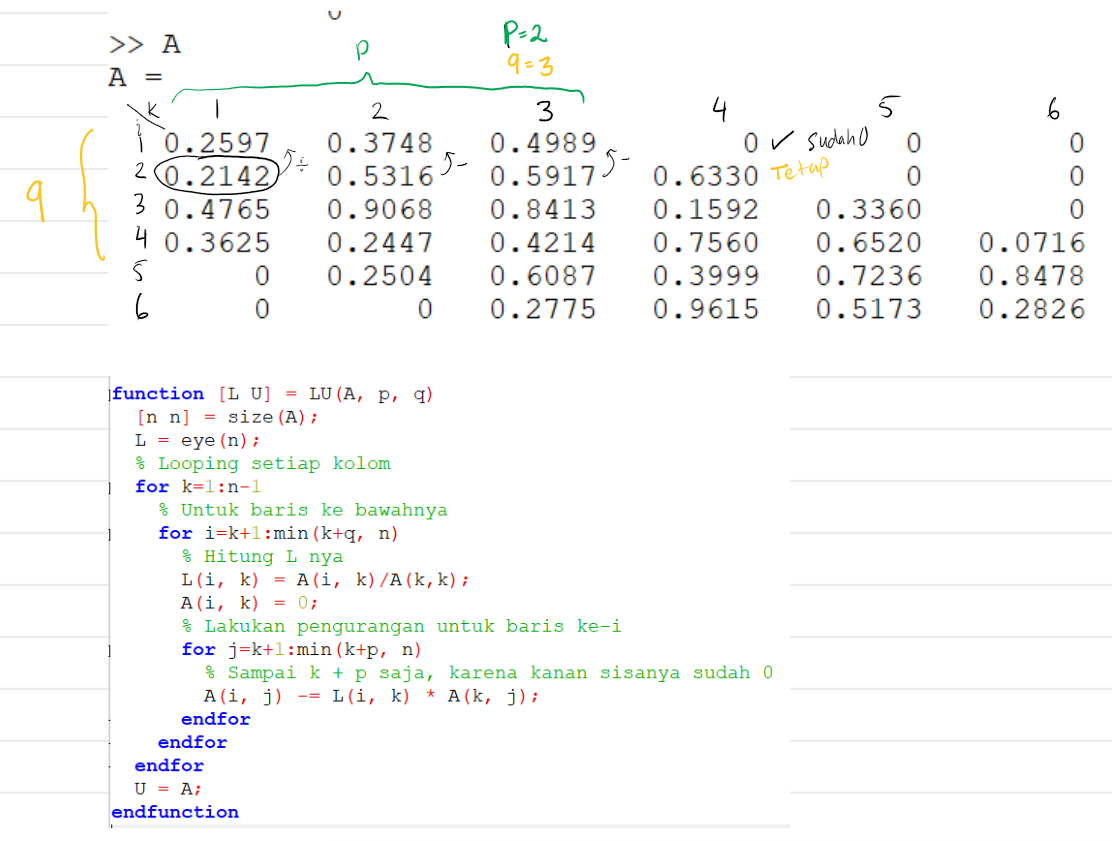 >> A
p
P=2
q=3
A =
k 1 2 3 4 5 6
i
1 0.2597 0.3748 0.4989 0 ✓ sudah 0 0 0
2 0.2142 ÷ 0.5316 - 0.5917 - 0.6330 Tetap 0 0
q
3 0.4765 0.9068 0.8413 0.1592 0.3360 0
4 0.3625 0.2447 0.4214 0.7560 0.6520 0.0716
5 0 0.2504 0.6087 0.3999 0.7236 0.8478
6 0 0 0.2775 0.9615 0.5173 0.2826
function [L U] = LU(A, p, q)
[n n] = size(A);
L = eye(n);
% Looping setiap kolom
for k=1:n-1
% Untuk baris ke bawahnya
for i=k+1:min(k+q, n)
% Hitung L nya
L(i, k) = A(i, k)/A(k,k);
A(i, k) = 0;
% Lakukan pengurangan untuk baris ke-i
for j=k+1:min(k+p, n)
% Sampai k + p saja, karena kanan sisanya sudah 0
A(i, j) -= L(i, k) * A(k, j);
endfor
endfor
endfor
U = A;
endfunction